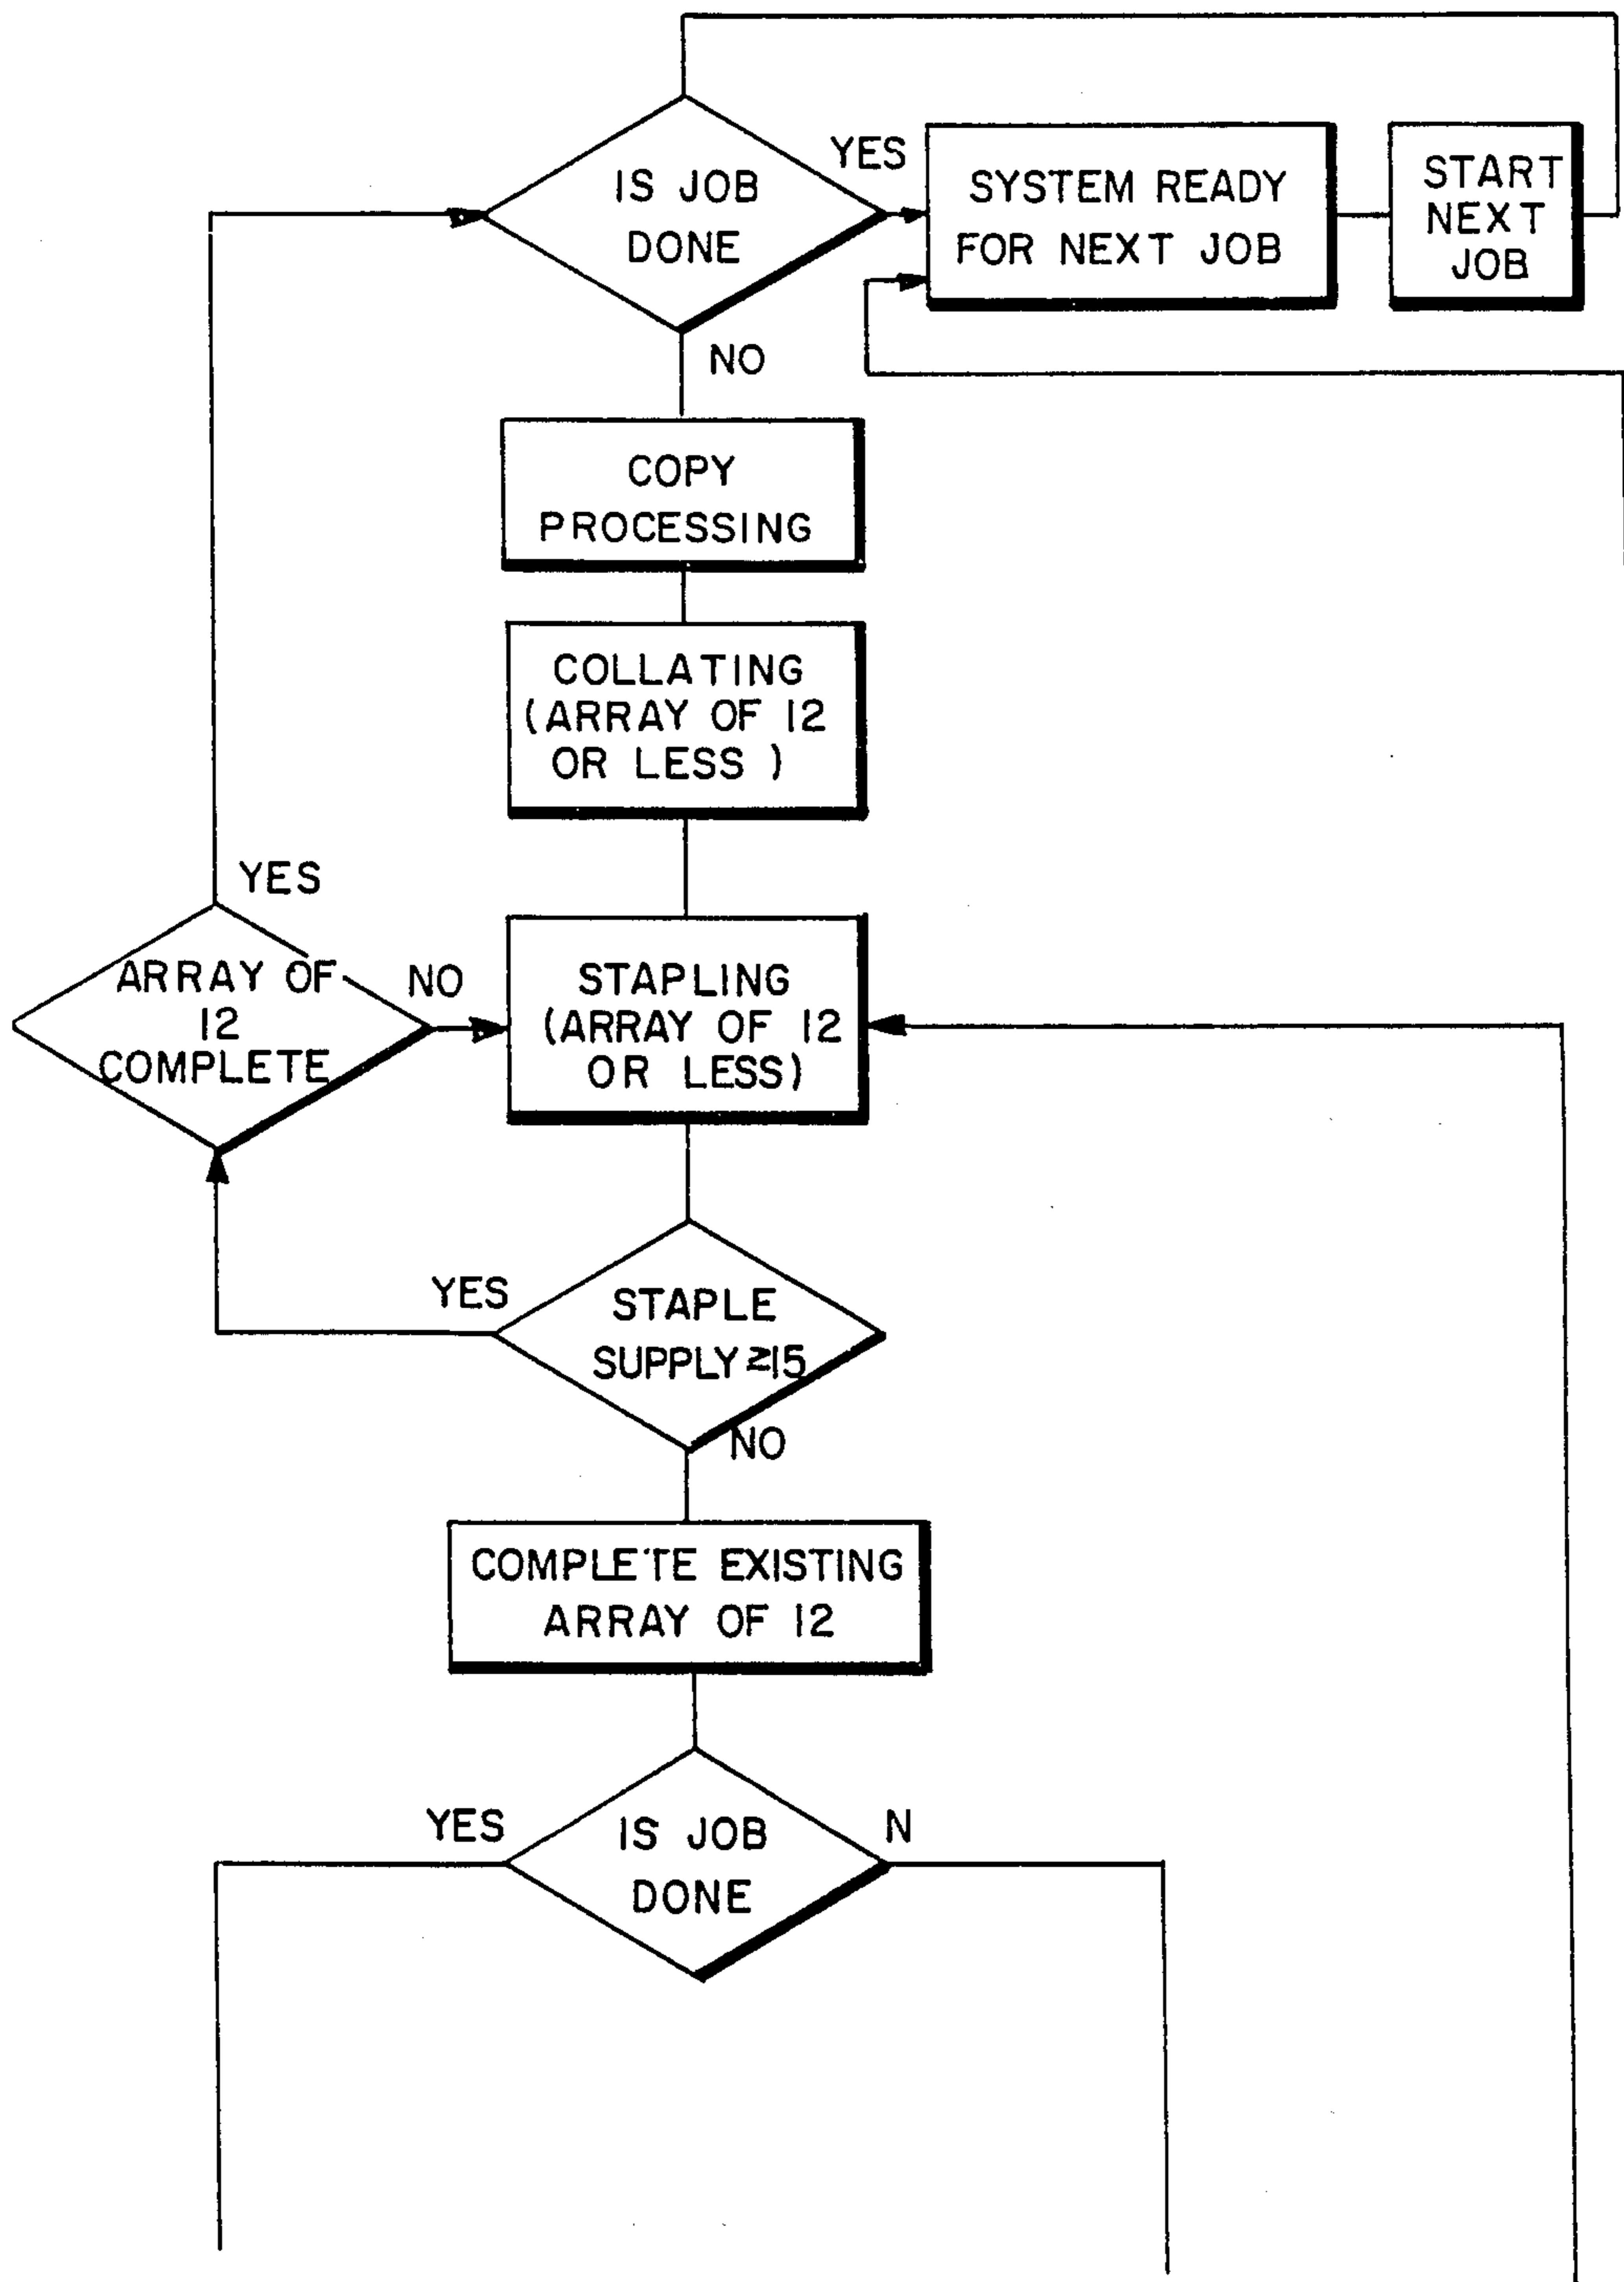 IS JOB
DONE
YES
SYSTEM READY
FOR NEXT JOB
START
NEXT
JOB
NO
COPY
PROCESSING
COLLATING
(ARRAY OF 12
OR LESS )
YES
ARRAY OF
12
COMPLETE
NO
STAPLING
(ARRAY OF 12
OR LESS)
YES
STAPLE
SUPPLY ≥15
NO
COMPLETE EXISTING
ARRAY OF 12
YES
IS JOB
DONE
N